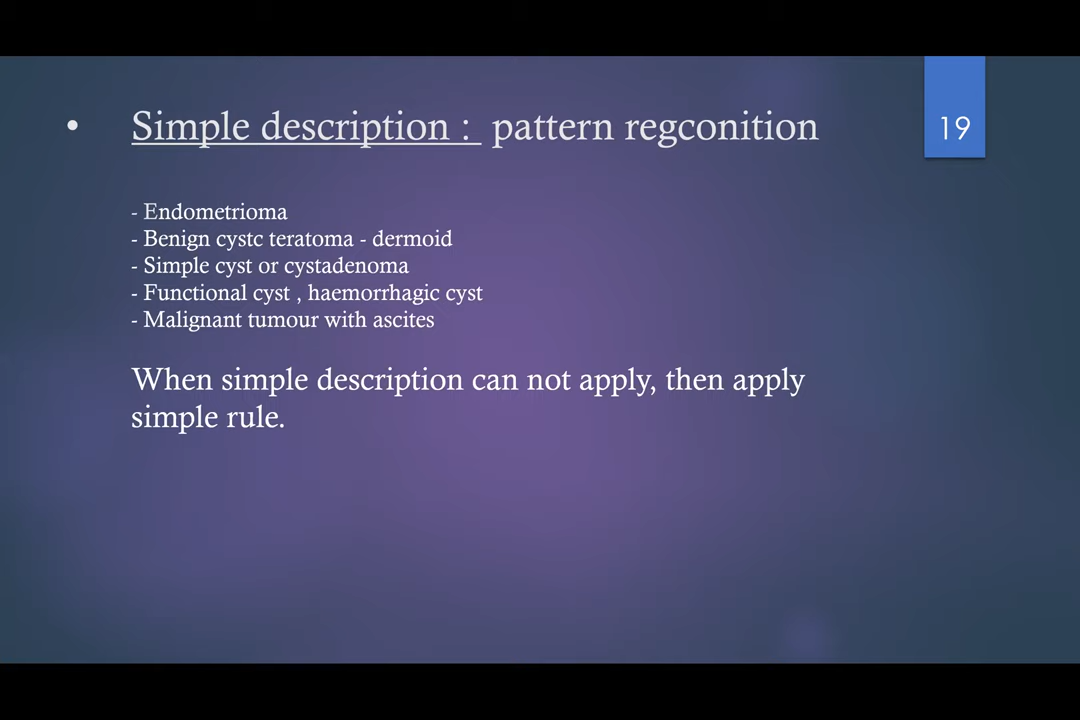 • Simple description : pattern regconition
19
- Endometrioma
- Benign cystc teratoma - dermoid
- Simple cyst or cystadenoma
- Functional cyst , haemorrhagic cyst
- Malignant tumour with ascites
When simple description can not apply, then apply
simple rule.